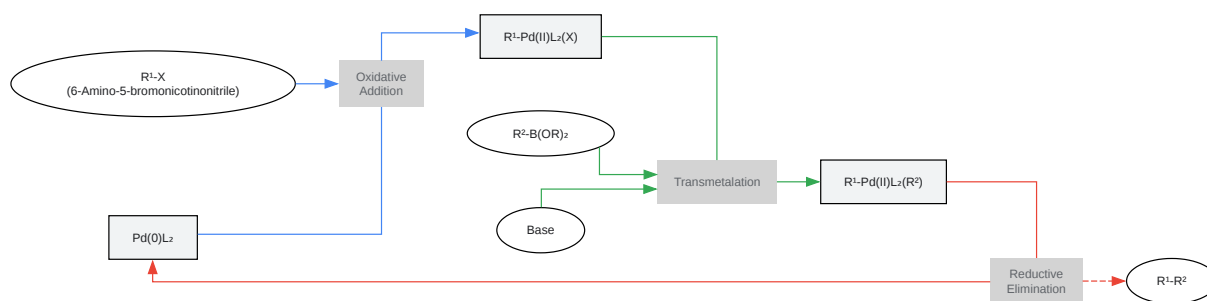 R¹-Pd(II)L₂(X)
R¹-X
(6-Amino-5-bromonicotinonitrile)
Oxidative
Addition
R²-B(OR)₂
Transmetalation
R¹-Pd(II)L₂(R²)
Base
Pd(0)L₂
Reductive
Elimination
R¹-R²